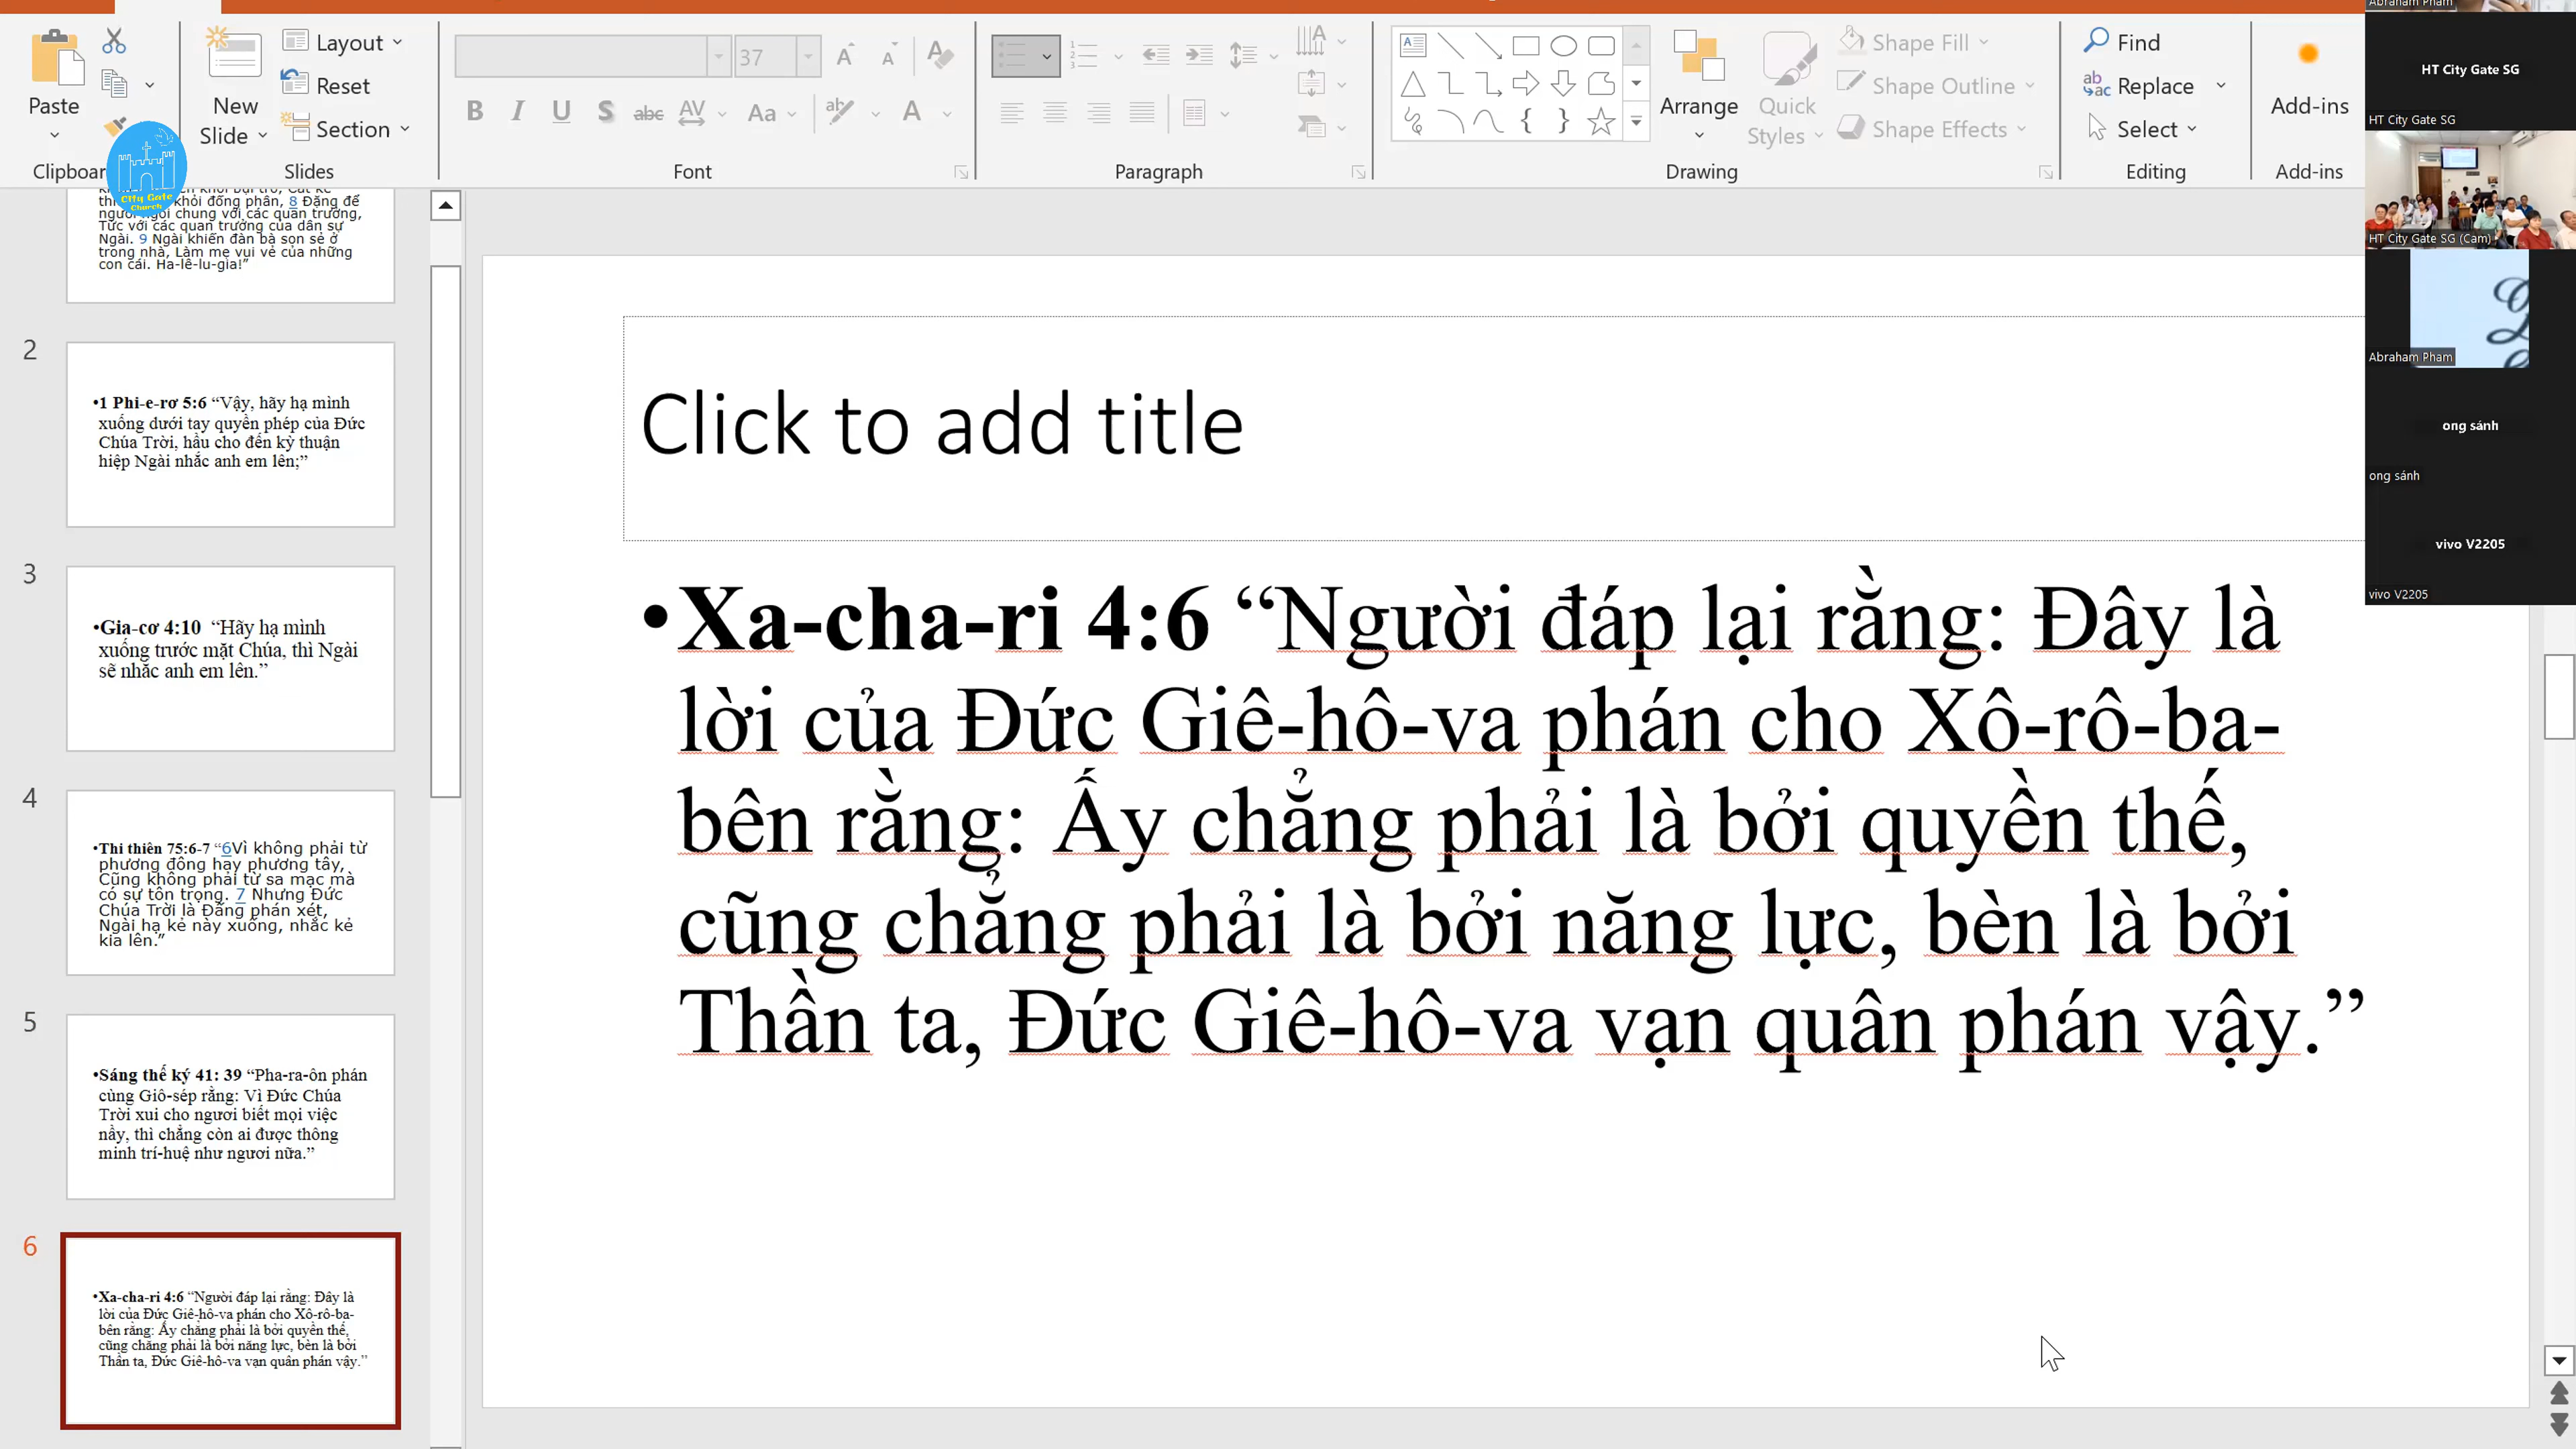 Paste
Clipboar
New
Slide
Layout
Reset
Section
Slides
37
B I U S abc AV Aa A
Font
Paragraph
Arrange
Quick
Styles
Shape Fill
Shape Outline
Shape Effects
Drawing
Find
Replace
Select
Editing
Add-ins
Add-ins
City Gate
Church
khỏi đống phân, 8 Đặng để
ngồi chung với các quan trưởng,
Tức với các quan trưởng của dân sự
Ngài. 9 Ngài khiến đàn bà son sẻ ở
trong nhà, Làm mẹ vui vẻ của những
con cái. Ha-lê-lu-gia!”
2
•1 Phi-e-rơ 5:6 “Vậy, hãy hạ mình
xuống dưới tay quyền phép của Đức
Chúa Trời, hầu cho đến kỳ thuận
hiệp Ngài nhắc anh em lên;”
3
•Gia-cơ 4:10 “Hãy hạ mình
xuống trước mặt Chúa, thì Ngài
sẽ nhắc anh em lên.”
4
•Thi thiên 75:6-7 “6Vì không phải từ
phương đông hay phương tây,
Cũng không phải từ sa mạc mà
có sự tôn trọng. 7 Nhưng Đức
Chúa Trời là Đấng phán xét,
Ngài hạ kẻ này xuống, nhắc kẻ
kia lên.”
5
•Sáng thế ký 41: 39 “Pha-ra-ôn phán
cùng Giô-sép rằng: Vì Đức Chúa
Trời xui cho ngươi biết mọi việc
nầy, thì chẳng còn ai được thông
minh trí-huệ như ngươi nữa.”
6
•Xa-cha-ri 4:6 “Người đáp lại rằng: Đây là
lời của Đức Giê-hô-va phán cho Xô-rô-ba-
bên rằng: Ấy chẳng phải là bởi quyền thế,
cũng chẳng phải là bởi năng lực, bèn là bởi
Thần ta, Đức Giê-hô-va vạn quân phán vậy.”
Click to add title
•Xa-cha-ri 4:6 “Người đáp lại rằng: Đây là
lời của Đức Giê-hô-va phán cho Xô-rô-ba-
bên rằng: Ấy chẳng phải là bởi quyền thế,
cũng chẳng phải là bởi năng lực, bèn là bởi
Thần ta, Đức Giê-hô-va vạn quân phán vậy.”
Abraham Pham
HT City Gate SG
HT City Gate SG
HT City Gate SG (Cam)
Abraham Pham
ong sánh
ong sánh
vivo V2205
vivo V2205